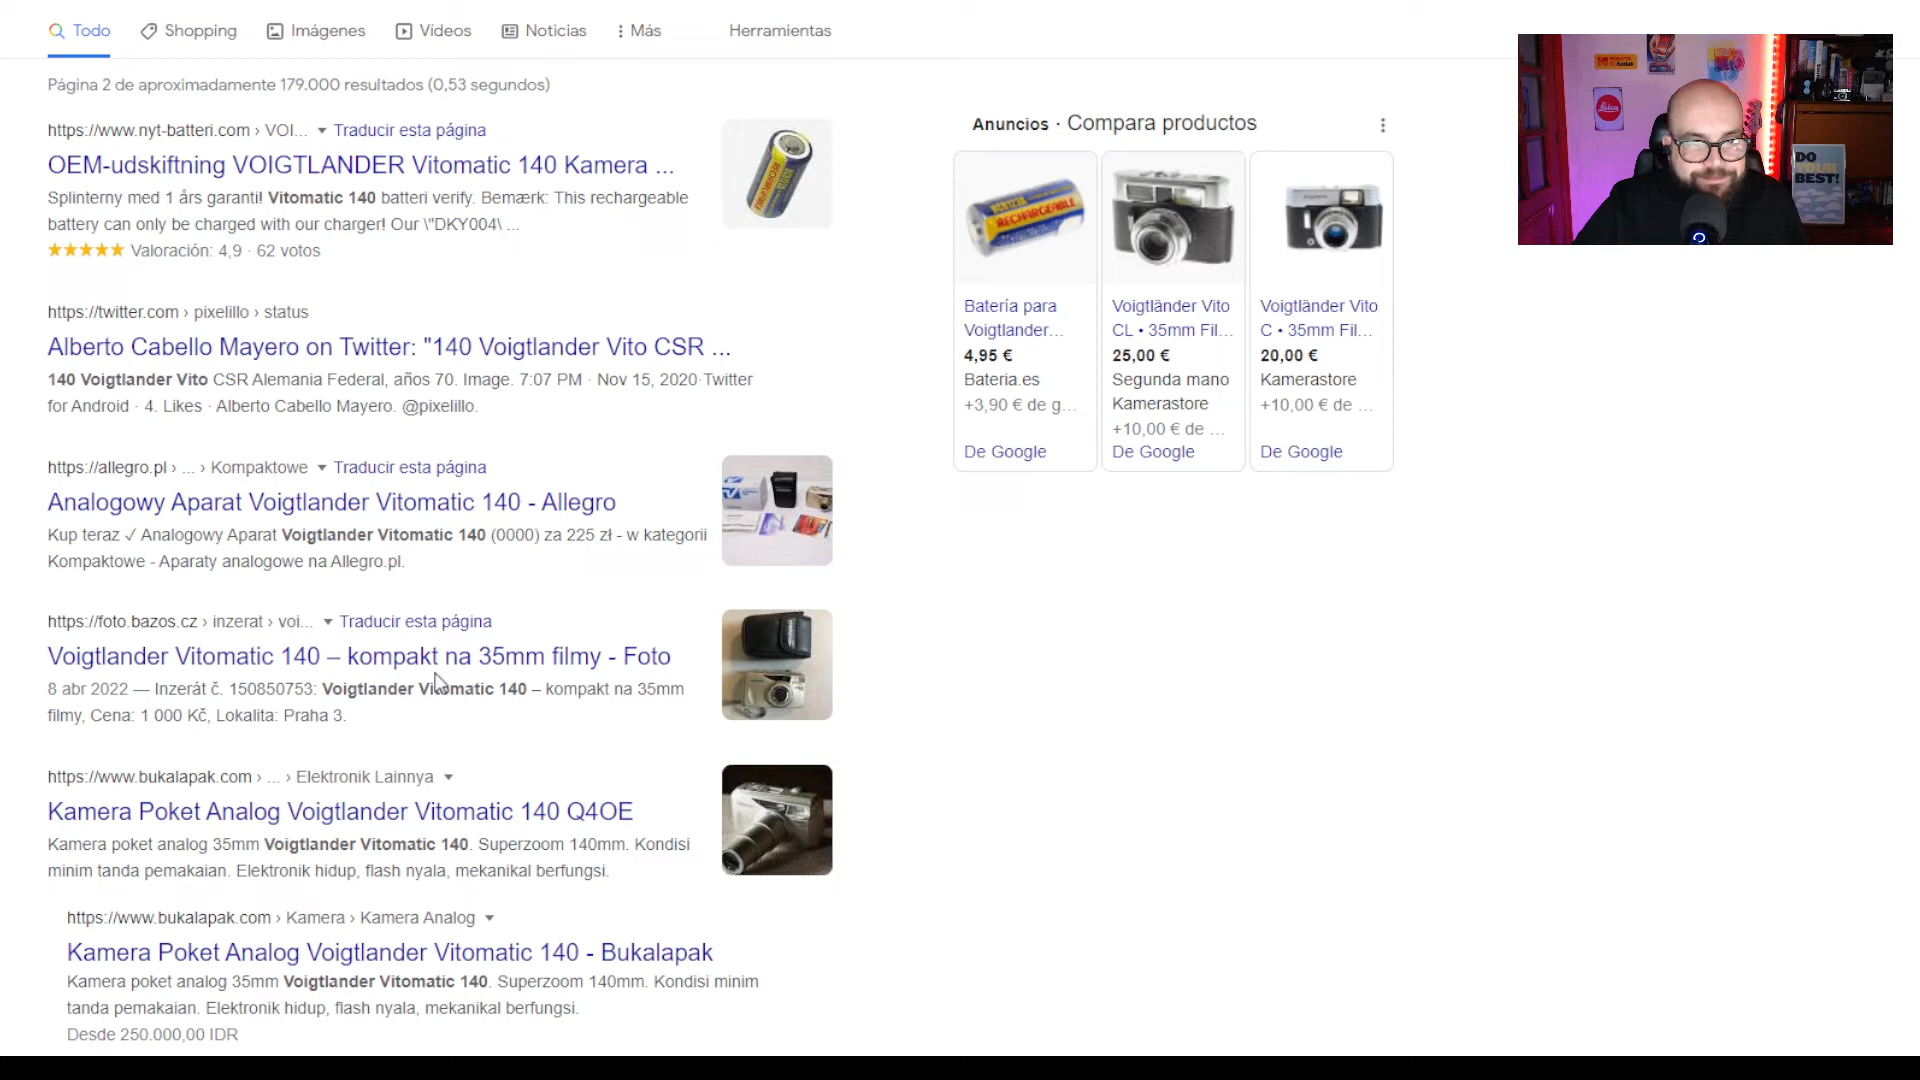 Todo
Shopping
Imágenes
Vídeos
Noticias
Más
Herramientas
Página 2 de aproximadamente 179.000 resultados (0,53 segundos)
https://www.nyt-batteri.com › VOI... Traducir esta página
OEM-udskiftning VOIGTLANDER Vitomatic 140 Kamera ...
Splinterny med 1 års garanti! Vitomatic 140 batteri verify. Bemærk: This rechargeable
battery can only be charged with our charger! Our \"DKY004\ ...
Valoración: 4,9 · 62 votos
https://twitter.com › pixelillo › status
Alberto Cabello Mayero on Twitter: "140 Voigtlander Vito CSR ...
140 Voigtlander Vito CSR Alemania Federal, años 70. Image. 7:07 PM · Nov 15, 2020·Twitter
for Android · 4. Likes · Alberto Cabello Mayero. @pixelillo.
https://allegro.pl › ... › Kompaktowe Traducir esta página
Analogowy Aparat Voigtlander Vitomatic 140 - Allegro
Kup teraz ✓ Analogowy Aparat Voigtlander Vitomatic 140 (0000) za 225 zł - w kategorii
Kompaktowe - Aparaty analogowe na Allegro.pl.
https://foto.bazos.cz › inzerat › voi... Traducir esta página
Voigtlander Vitomatic 140 – kompakt na 35mm filmy - Foto
8 abr 2022 — Inzerát č. 150850753: Voigtlander Vitomatic 140 – kompakt na 35mm
filmy, Cena: 1 000 Kč, Lokalita: Praha 3.
https://www.bukalapak.com › ... › Elektronik Lainnya
Kamera Poket Analog Voigtlander Vitomatic 140 Q4OE
Kamera poket analog 35mm Voigtlander Vitomatic 140. Superzoom 140mm. Kondisi
minim tanda pemakaian. Elektronik hidup, flash nyala, mekanikal berfungsi.
https://www.bukalapak.com › Kamera › Kamera Analog
Kamera Poket Analog Voigtlander Vitomatic 140 - Bukalapak
Kamera poket analog 35mm Voigtlander Vitomatic 140. Superzoom 140mm. Kondisi minim
tanda pemakaian. Elektronik hidup, flash nyala, mekanikal berfungsi.
Desde 250.000,00 IDR
Anuncios · Compara productos
RECHARGEABLE
Batería para
Voigtlander...
4,95 €
Bateria.es
+3,90 € de g...
De Google
Voigtländer Vito
CL • 35mm Fil...
25,00 €
Segunda mano
Kamerastore
+10,00 € de ...
De Google
Voigtländer Vito
C • 35mm Fil...
20,00 €
Kamerastore
+10,00 € de ...
De Google
Kodak
Leica
DO
YOUR
BEST!